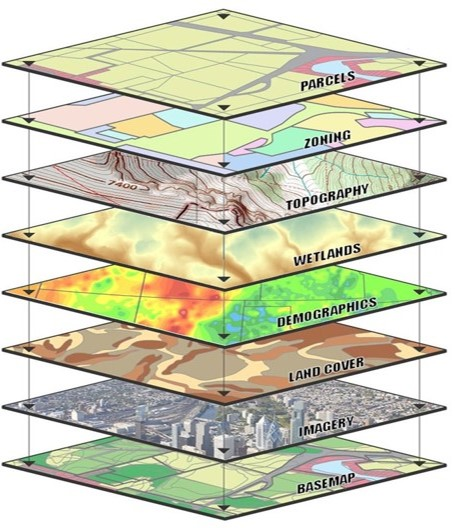 PARCELS
ZONING
7400
TOPOGRAPHY
WETLANDS
DEMOGRAPHICS
LAND COVER
IMAGERY
BASEMAP